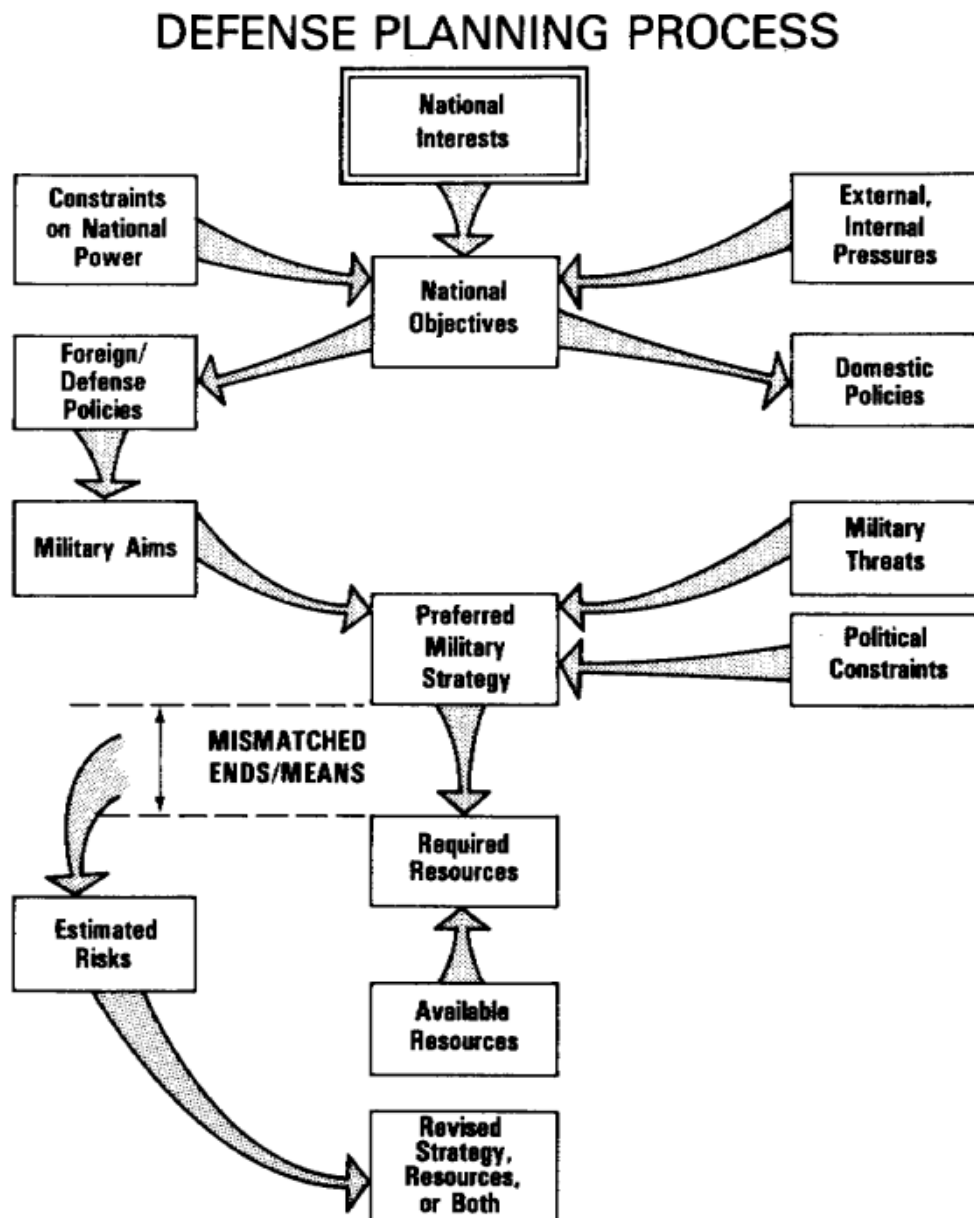 DEFENSE PLANNING PROCESS
National
Interests
Constraints
on National
Power
External,
Internal
Pressures
National
Objectives
Foreign/
Defense
Policies
Domestic
Policies
Military Aims
Military
Threats
Preferred
Military
Strategy
Political
Constraints
MISMATCHED
ENDS/MEANS
Required
Resources
Estimated
Risks
Available
Resources
Revised
Strategy,
Resources,
or Both